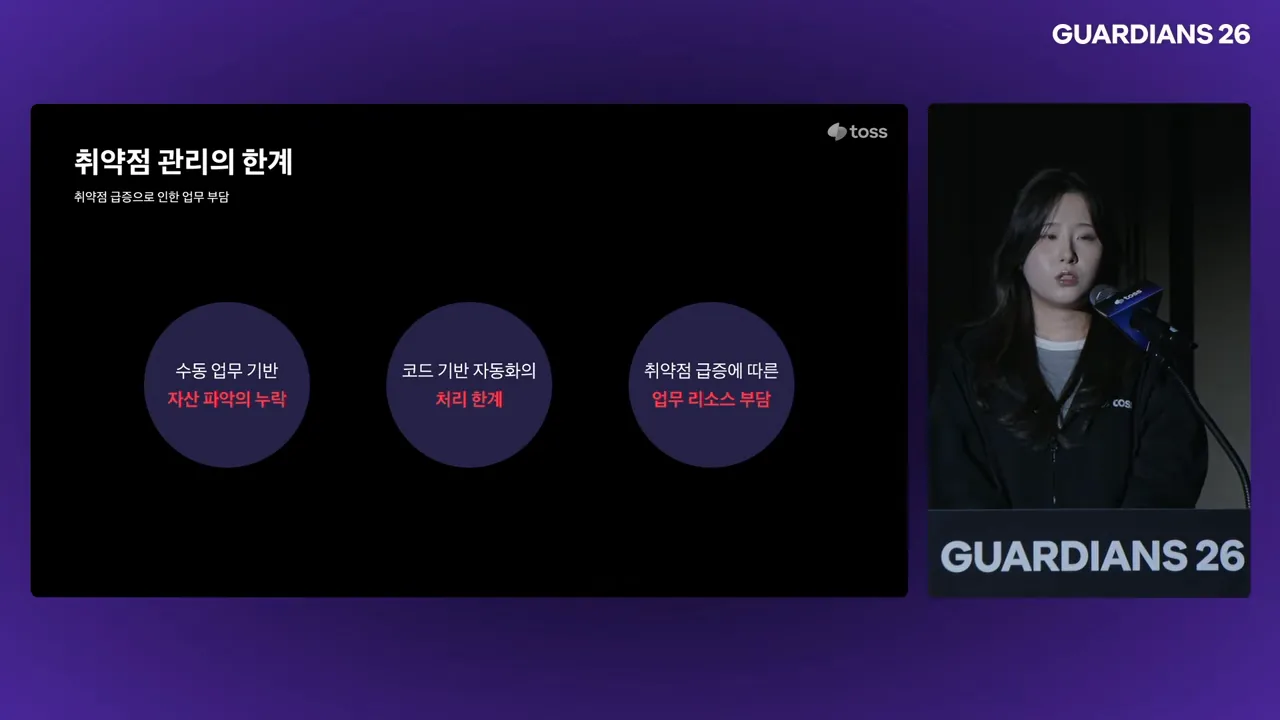 GUARDIANS 26
toss
취약점 관리의 한계
취약점 급증으로 인한 업무 부담
수동 업무 기반
자산 파악의 누락
코드 기반 자동화의
처리 한계
취약점 급증에 따른
업무 리소스 부담
toss
GUARDIANS 26